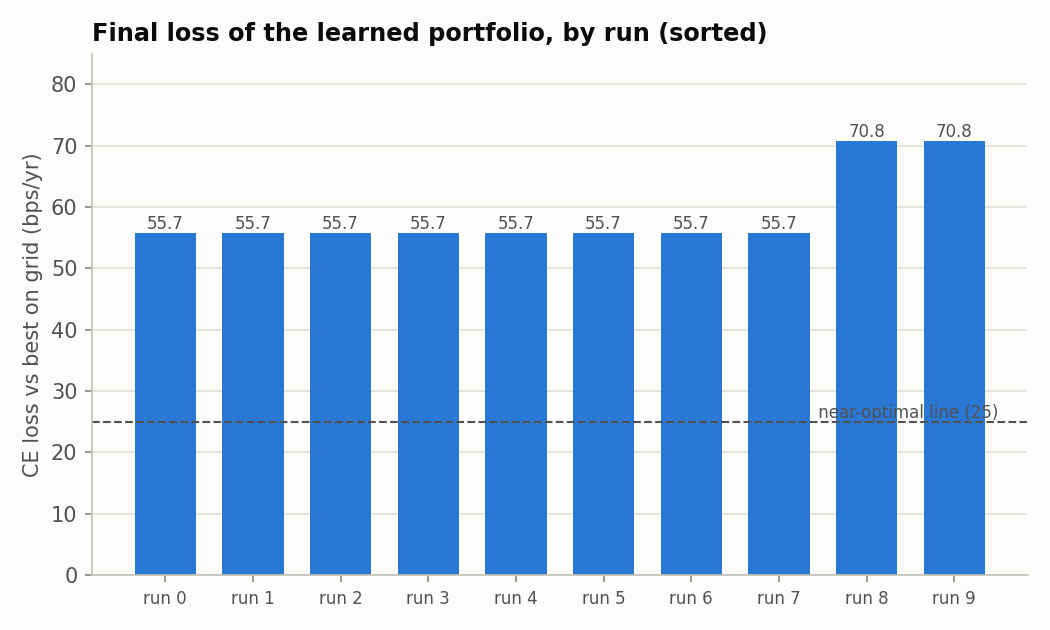 Final loss of the learned portfolio, by run (sorted)
CE loss vs best on grid (bps/yr)
80
70
60
50
40
30
20
10
0
55.7 55.7 55.7 55.7 55.7 55.7 55.7 55.7 70.8 70.8
near-optimal line (25)
run 0 run 1 run 2 run 3 run 4 run 5 run 6 run 7 run 8 run 9